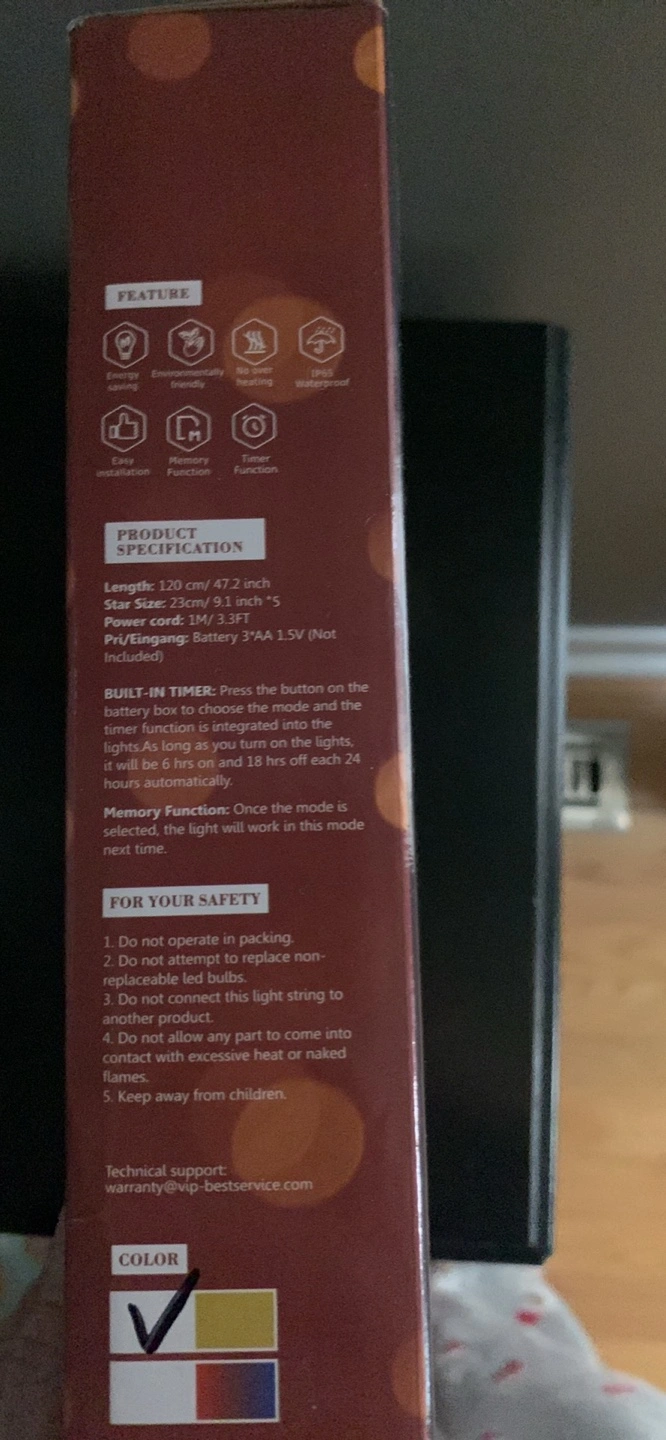 FEATURE
Energy saving
Environmentally friendly
No over heating
IP65 Waterproof
Easy installation
Memory Function
Timer Function
PRODUCT
SPECIFICATION
Length: 120 cm/ 47.2 inch
Star Size: 23cm/ 9.1 inch *5
Power cord: 1M/ 3.3FT
Pri/Eingang: Battery 3*AA 1.5V (Not
Included)
BUILT-IN TIMER: Press the button on the
battery box to choose the mode and the
timer function is integrated into the
lights.As long as you turn on the lights,
it will be 6 hrs on and 18 hrs off each 24
hours automatically.
Memory Function: Once the mode is
selected, the light will work in this mode
next time.
FOR YOUR SAFETY
1. Do not operate in packing.
2. Do not attempt to replace non-
replaceable led bulbs.
3. Do not connect this light string to
another product.
4. Do not allow any part to come into
contact with excessive heat or naked
flames.
5. Keep away from children.
Technical support:
warranty@vip-bestservice.com
COLOR